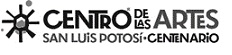 CENTRO DE LAS ARTES
SAN LUIS POTOSÍ·CENTENARIO